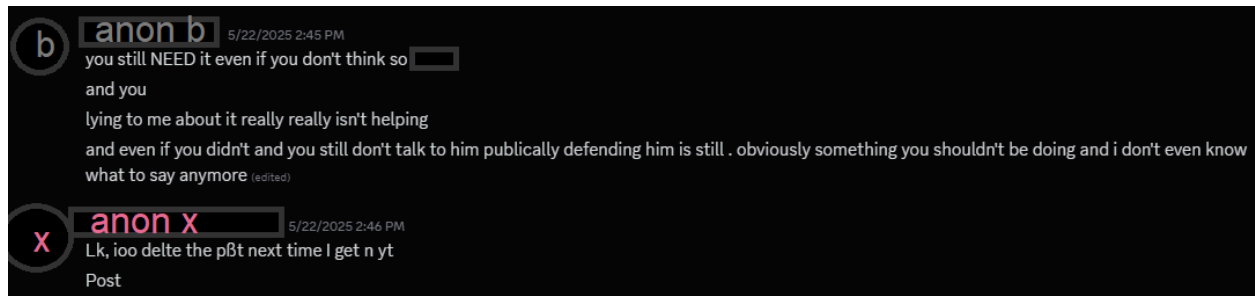 b
anon b 5/22/2025 2:45 PM
you still NEED it even if you don't think so
and you
lying to me about it really really isn't helping
and even if you didn't and you still don't talk to him publically defending him is still . obviously something you shouldn't be doing and i don't even know
what to say anymore (edited)
x
anon x 5/22/2025 2:46 PM
Lk, ioo delte the pßt next time I get n yt
Post